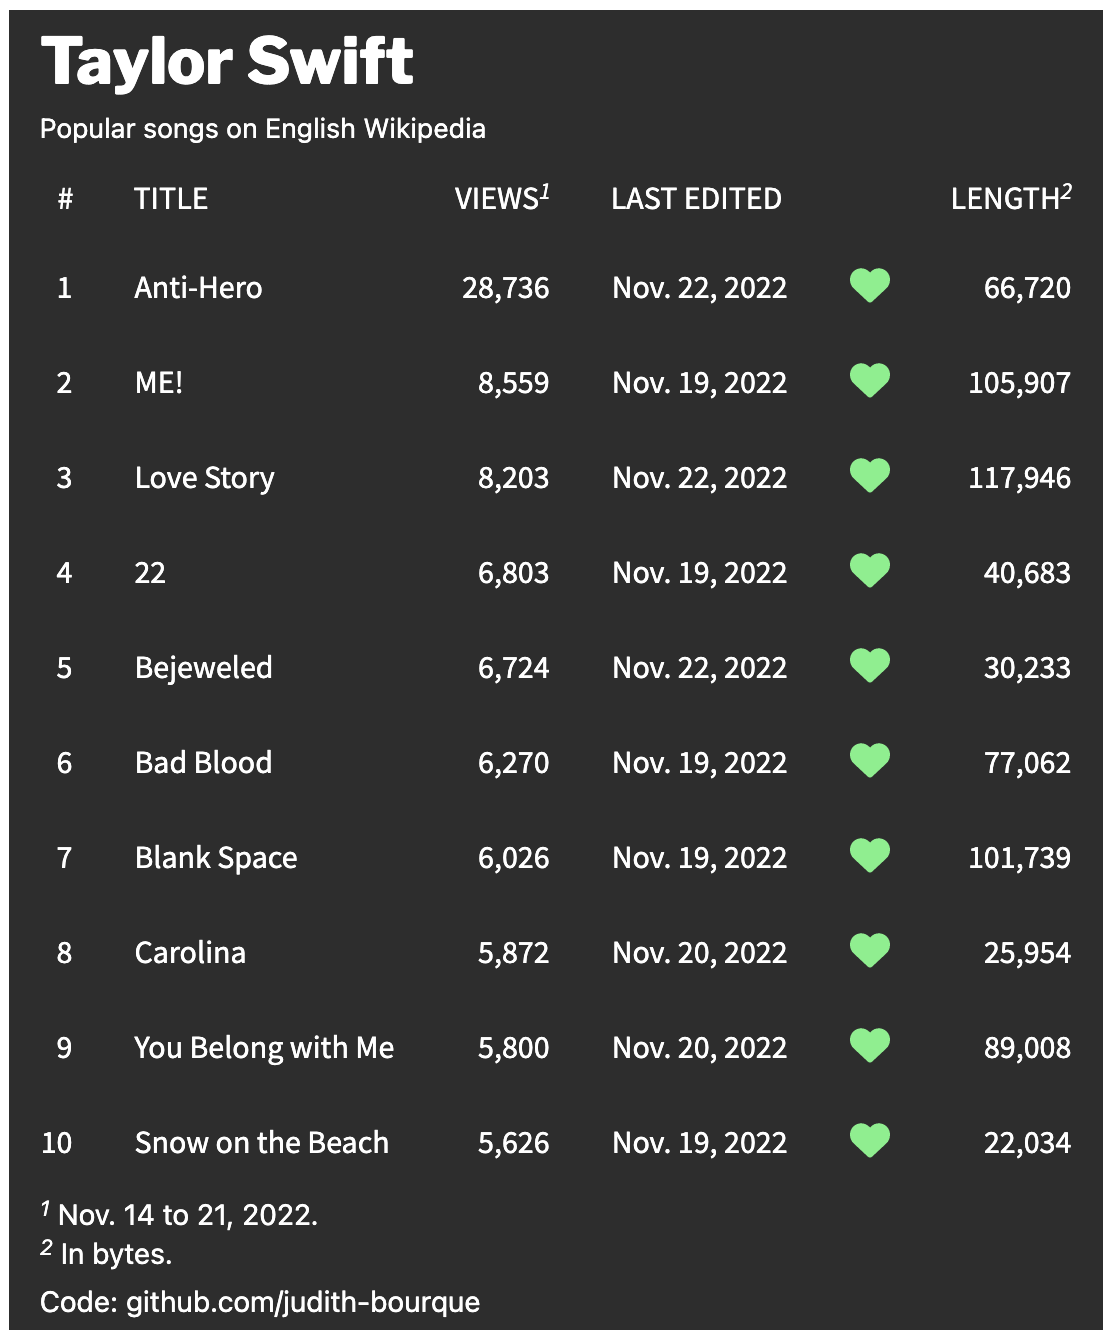 Taylor Swift
Popular songs on English Wikipedia
# TITLE VIEWS¹ LAST EDITED LENGTH²
1 Anti-Hero 28,736 Nov. 22, 2022 66,720
2 ME! 8,559 Nov. 19, 2022 105,907
3 Love Story 8,203 Nov. 22, 2022 117,946
4 22 6,803 Nov. 19, 2022 40,683
5 Bejeweled 6,724 Nov. 22, 2022 30,233
6 Bad Blood 6,270 Nov. 19, 2022 77,062
7 Blank Space 6,026 Nov. 19, 2022 101,739
8 Carolina 5,872 Nov. 20, 2022 25,954
9 You Belong with Me 5,800 Nov. 20, 2022 89,008
10 Snow on the Beach 5,626 Nov. 19, 2022 22,034
¹ Nov. 14 to 21, 2022.
² In bytes.
Code: github.com/judith-bourque